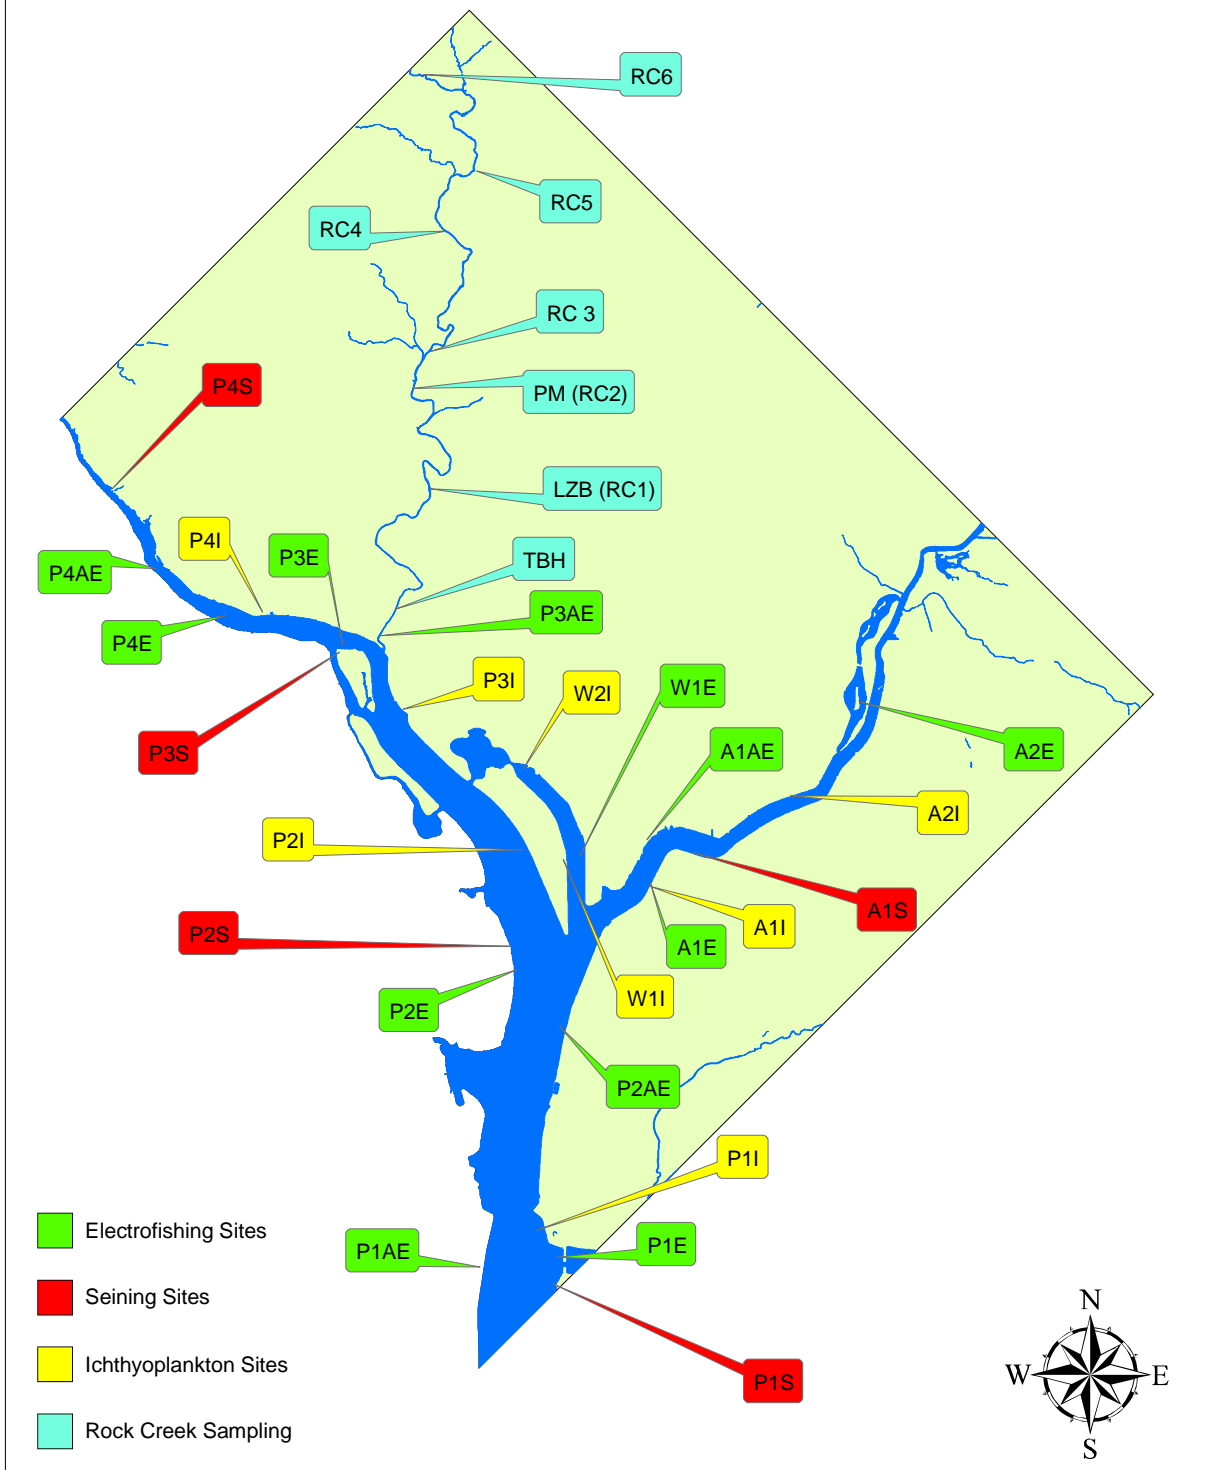 RC6
RC5
RC4
RC 3
P4S
PM (RC2)
LZB (RC1)
P4I
P3E
TBH
P4AE
P3AE
P4E
P3I
W2I
W1E
P3S
A1AE
A2E
A2I
P2I
A1S
P2S
A1I
A1E
W1I
P2E
P2AE
P1I
Electrofishing Sites
P1AE
P1E
Seining Sites
N
Ichthyoplankton Sites
W
E
P1S
Rock Creek Sampling
S